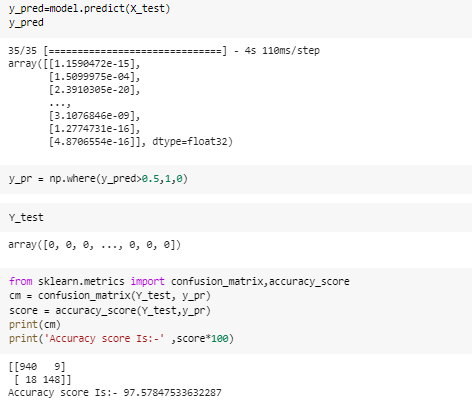 y_pred=model.predict(X_test)
y_pred
35/35 [==============================] - 4s 110ms/step
array([[1.1590472e-15],
[1.5099975e-04],
[2.3910305e-20],
...,
[3.1076846e-09],
[1.2774731e-16],
[4.8706554e-16]], dtype=float32)
y_pr = np.where(y_pred>0.5,1,0)
Y_test
array([0, 0, 0, ..., 0, 0, 0])
from sklearn.metrics import confusion_matrix,accuracy_score
cm = confusion_matrix(Y_test, y_pr)
score = accuracy_score(Y_test,y_pr)
print(cm)
print('Accuracy score Is:-' ,score*100)
[[940   9]
[ 18 148]]
Accuracy score Is:- 97.57847533632287